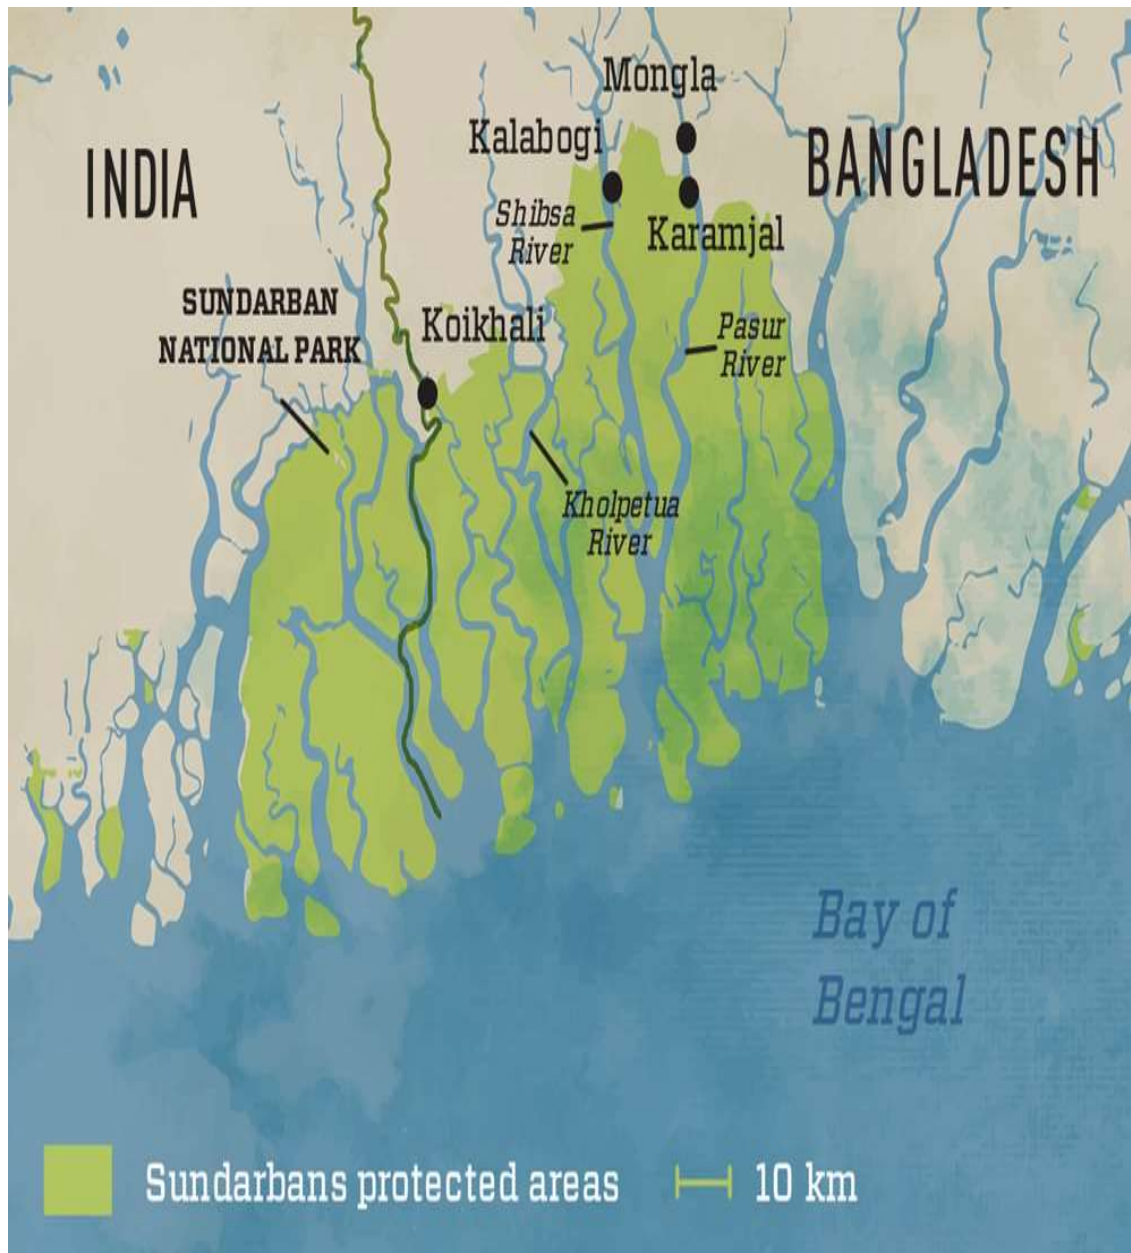 Mongla
Kalabogi
INDIA
BANGLADESH
Shibsa
River
Karamjal
SUNDARBAN
NATIONAL PARK
Koikhali
Pasur
River
Kholpetua
River
Bay of
Bengal
Sundarbans protected areas
10 km